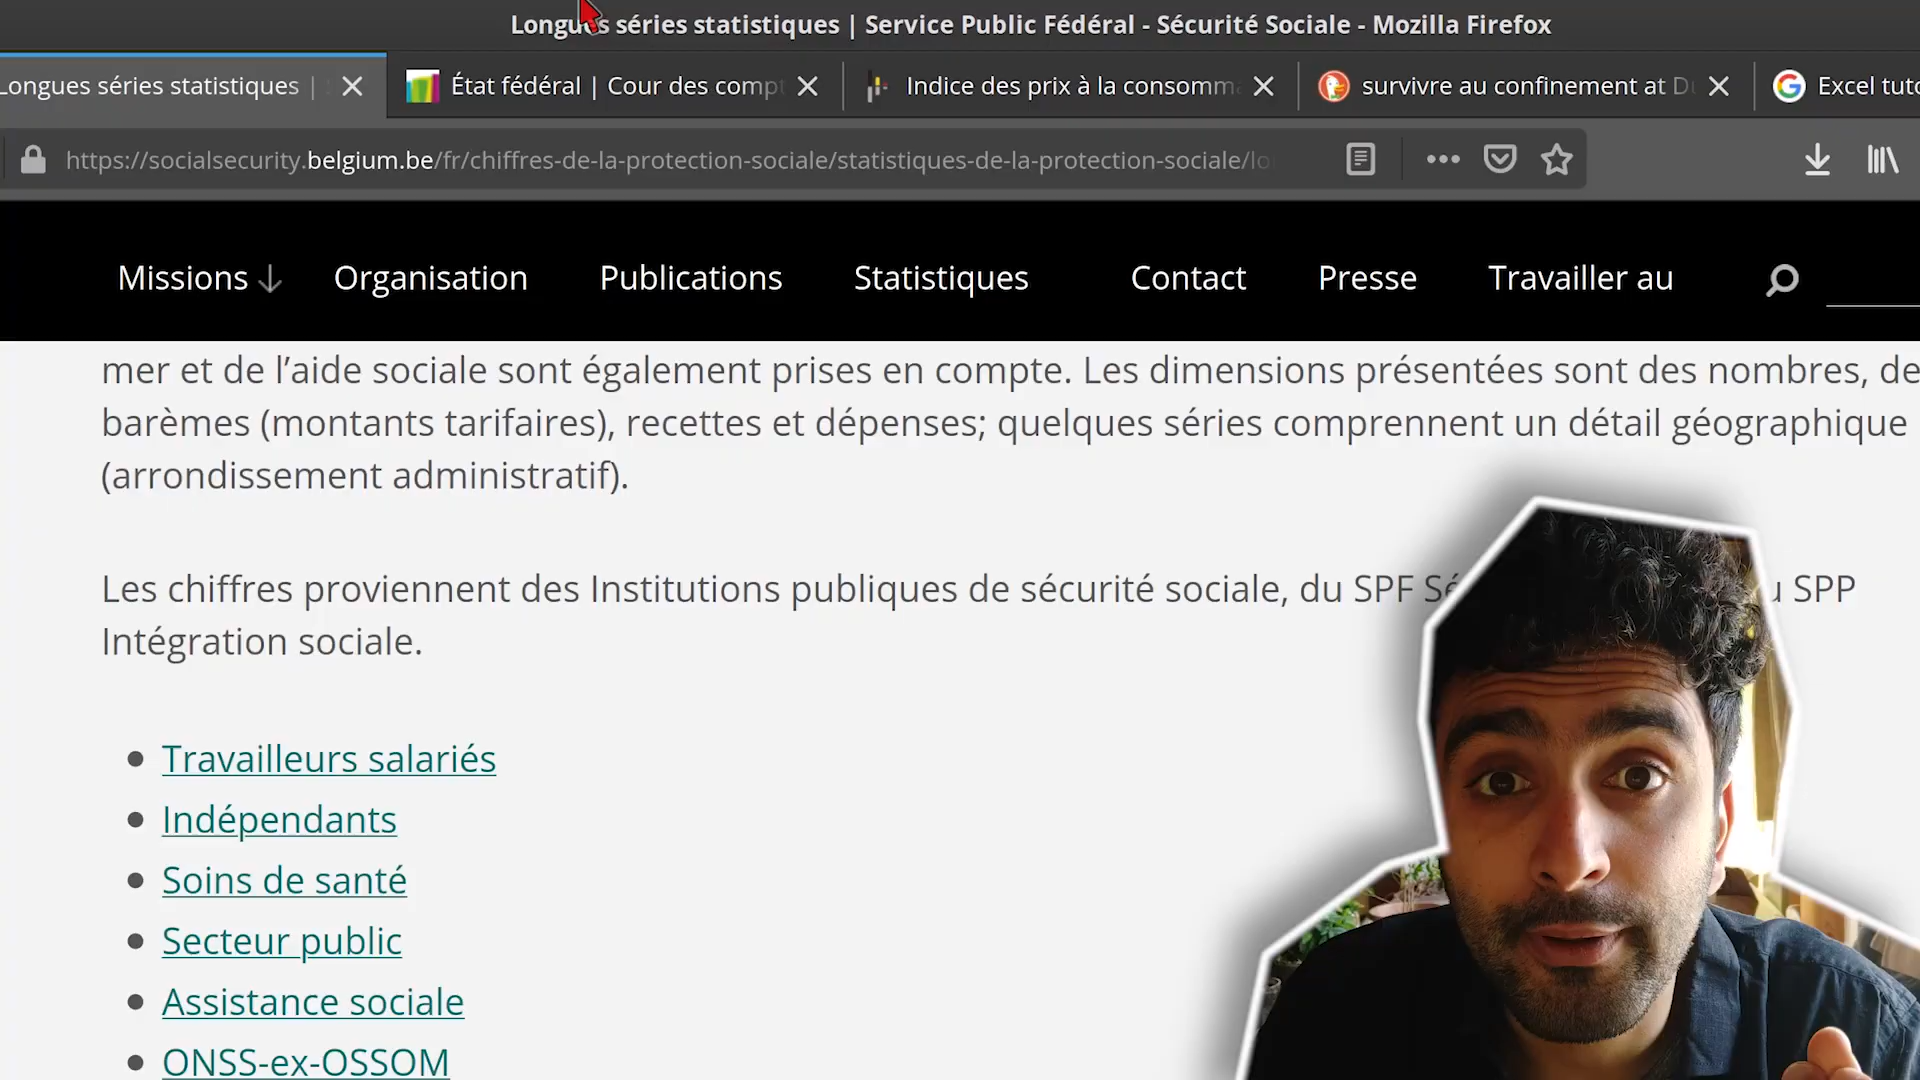 Longues séries statistiques | Service Public Fédéral - Sécurité Sociale - Mozilla Firefox
Longues séries statistiques |
État fédéral | Cour des compt
Indice des prix à la consomma
survivre au confinement at Du
Excel tuto
https://socialsecurity.belgium.be/fr/chiffres-de-la-protection-sociale/statistiques-de-la-protection-sociale/lo
Missions
Organisation
Publications
Statistiques
Contact
Presse
Travailler au
mer et de l’aide sociale sont également prises en compte. Les dimensions présentées sont des nombres, de
barèmes (montants tarifaires), recettes et dépenses; quelques séries comprennent un détail géographique
(arrondissement administratif).
Les chiffres proviennent des Institutions publiques de sécurité sociale, du SPF Sé u SPP
Intégration sociale.
Travailleurs salariés
Indépendants
Soins de santé
Secteur public
Assistance sociale
ONSS-ex-OSSOM